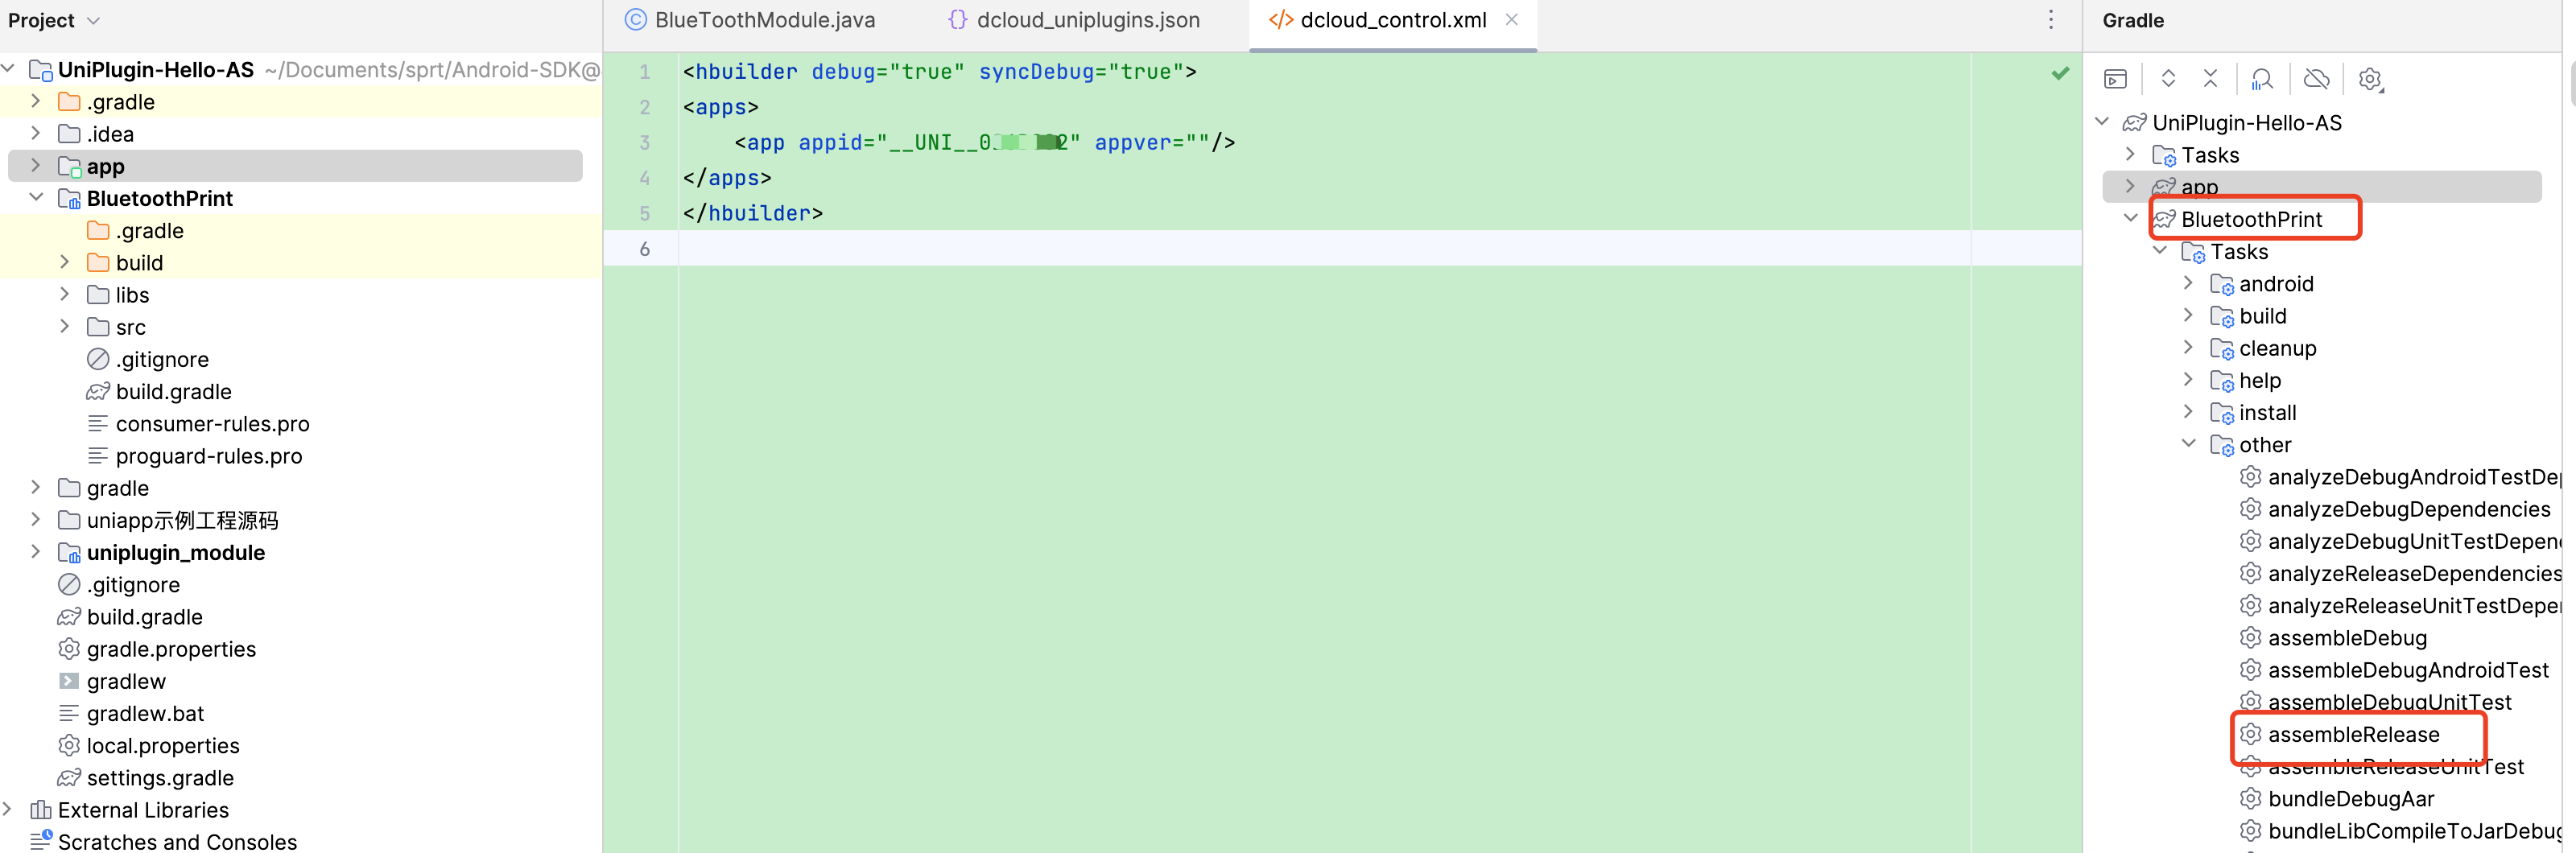 Project
UniPlugin-Hello-AS ~/Documents/sprt/Android-SDK@
.gradle
.idea
app
BluetoothPrint
.gradle
build
libs
src
.gitignore
build.gradle
consumer-rules.pro
proguard-rules.pro
gradle
uniapp示例工程源码
uniplugin_module
.gitignore
build.gradle
gradle.properties
gradlew
gradlew.bat
local.properties
settings.gradle
External Libraries
Scratches and Consoles
BlueToothModule.java
dcloud_uniplugins.json
dcloud_control.xml
1 <hbuilder debug="true" syncDebug="true">
2 <apps>
3 <app appid="__UNI__0 2" appver=""/>
4 </apps>
5 </hbuilder>
6
Gradle
UniPlugin-Hello-AS
Tasks
app
BluetoothPrint
Tasks
android
build
cleanup
help
install
other
analyzeDebugAndroidTestDe
analyzeDebugDependencies
analyzeDebugUnitTestDepen
analyzeReleaseDependencies
analyzeReleaseUnitTestDepe
assembleDebug
assembleDebugAndroidTest
assembleDebugUnitTest
assembleRelease
assembleReleaseUnitTest
bundleDebugAar
bundleLibCompileToJarDebug